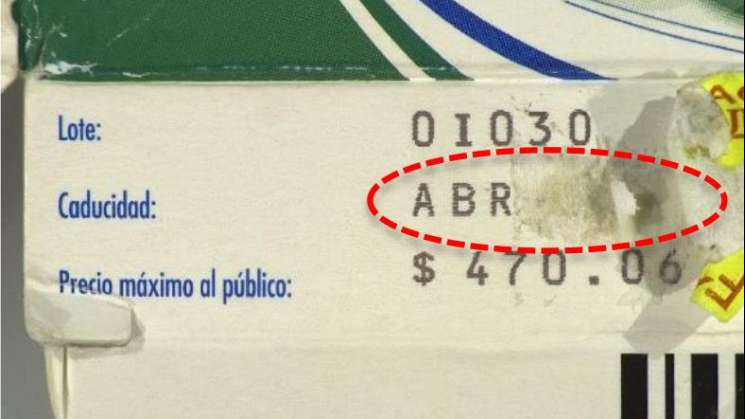 Lote: 0I030
Caducidad: ABR
Precio máximo al público: $ 470.06